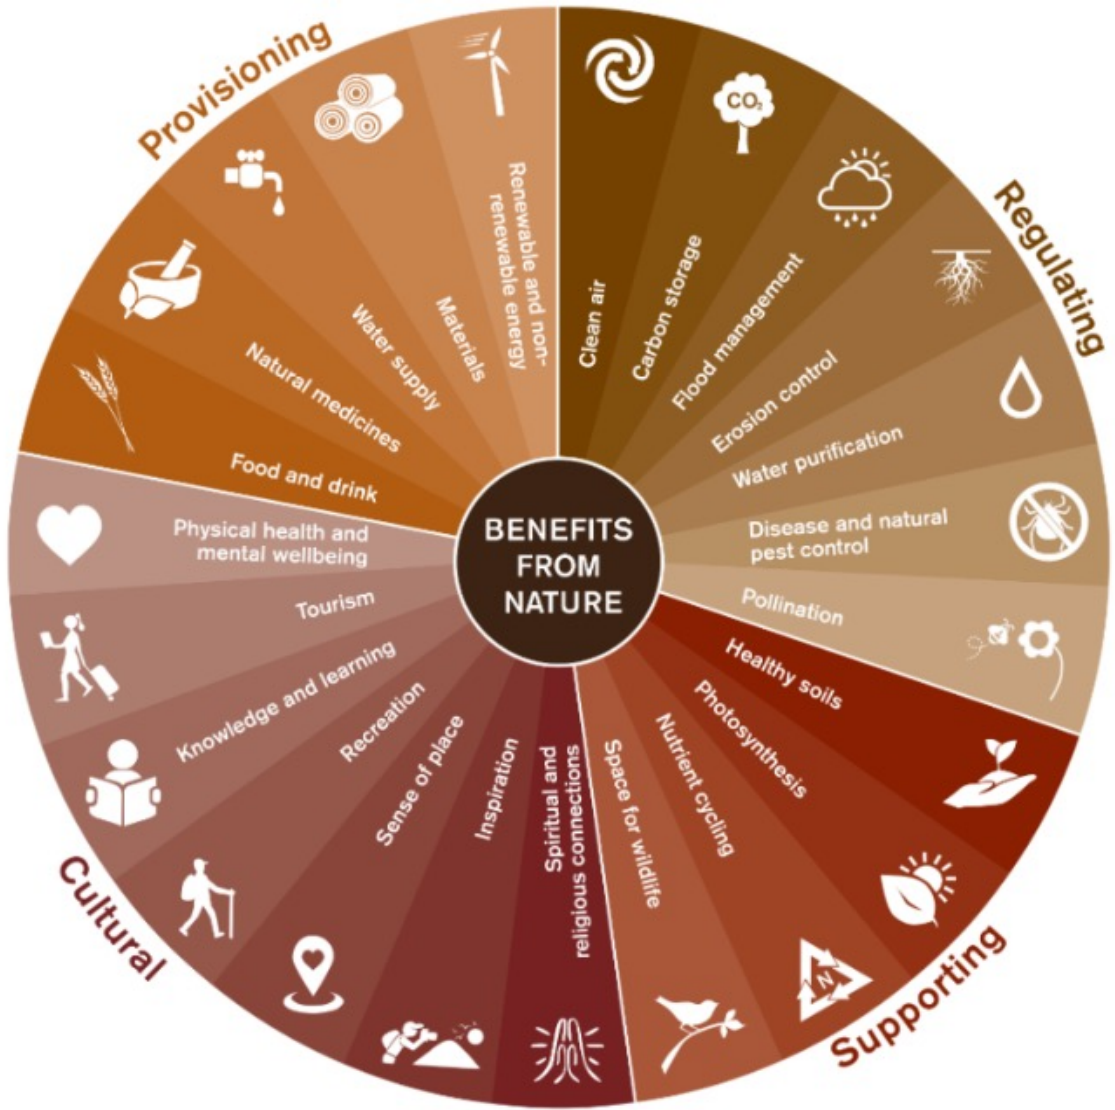 Provisioning
Renewable and non-
renewable energy
Materials
Water supply
Natural medicines
Food and drink
Regulating
CO₂
Clean air
Carbon storage
Flood management
Erosion control
Water purification
Disease and natural
pest control
Pollination
BENEFITS
FROM
NATURE
Supporting
Healthy soils
Photosynthesis
Nutrient cycling
N
Space for wildlife
Cultural
Physical health and
mental wellbeing
Tourism
Knowledge and learning
Recreation
Sense of place
Inspiration
Spiritual and
religious connections